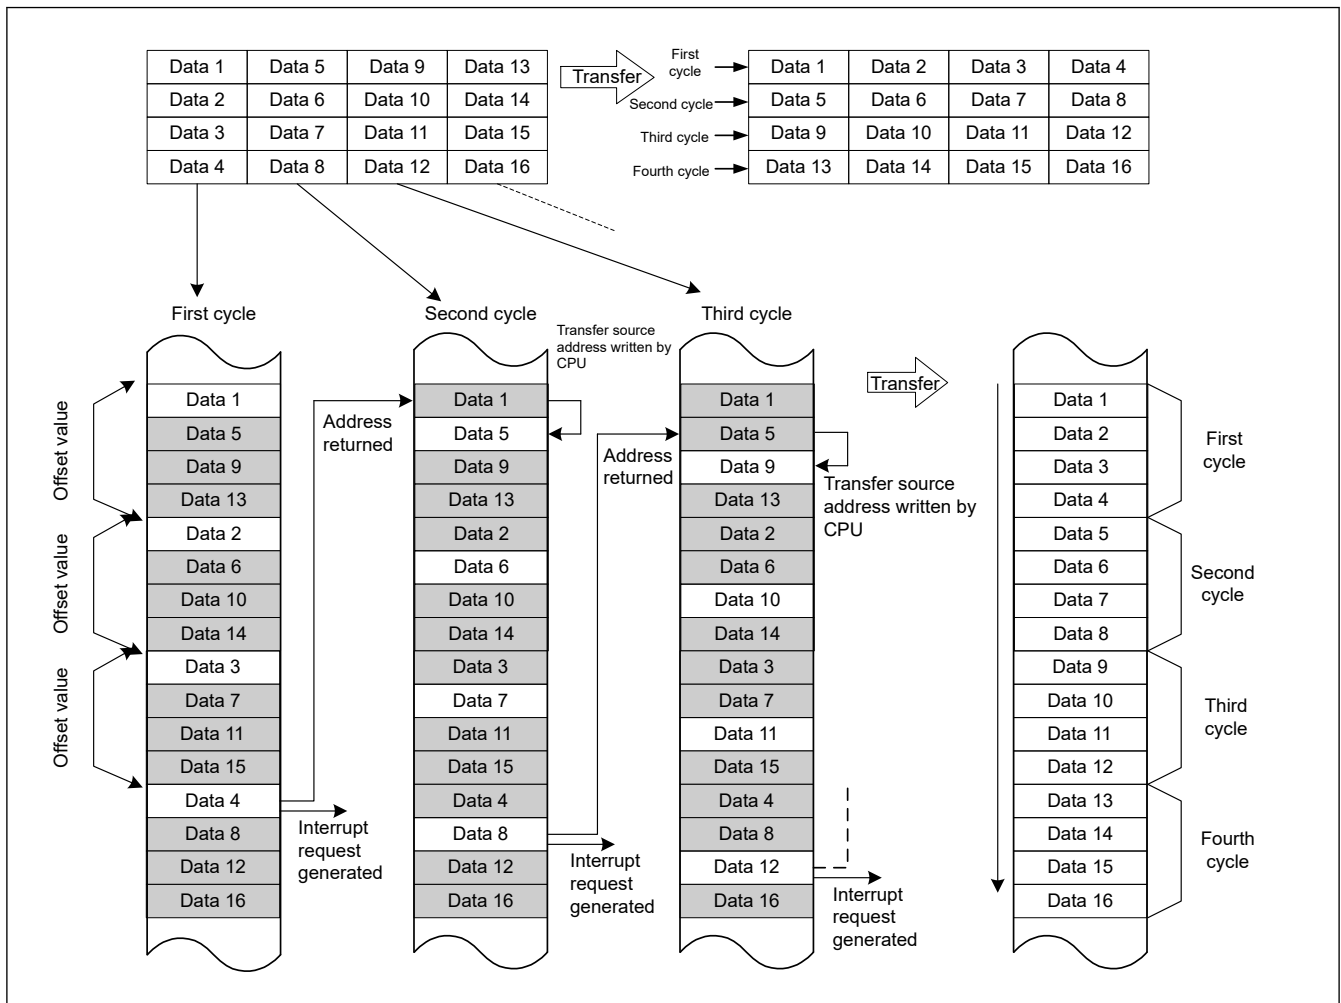 Data 1 Data 5 Data 9 Data 13
Data 2 Data 6 Data 10 Data 14
Data 3 Data 7 Data 11 Data 15
Data 4 Data 8 Data 12 Data 16
Transfer
First
cycle
Data 1 Data 2 Data 3 Data 4
Second cycle
Data 5 Data 6 Data 7 Data 8
Third cycle
Data 9 Data 10 Data 11 Data 12
Fourth cycle
Data 13 Data 14 Data 15 Data 16
First cycle
Offset value
Offset value
Offset value
Data 1
Data 5
Data 9
Data 13
Data 2
Data 6
Data 10
Data 14
Data 3
Data 7
Data 11
Data 15
Data 4
Data 8
Data 12
Data 16
Address
returned
Interrupt
request
generated
Second cycle
Transfer source
address written by
CPU
Data 1
Data 5
Data 9
Data 13
Data 2
Data 6
Data 10
Data 14
Data 3
Data 7
Data 11
Data 15
Data 4
Data 8
Data 12
Data 16
Address
returned
Interrupt
request
generated
Third cycle
Data 1
Data 5
Data 9
Data 13
Data 2
Data 6
Data 10
Data 14
Data 3
Data 7
Data 11
Data 15
Data 4
Data 8
Data 12
Data 16
Transfer source
address written by
CPU
Interrupt
request
generated
Transfer
Data 1
Data 2
Data 3
Data 4
Data 5
Data 6
Data 7
Data 8
Data 9
Data 10
Data 11
Data 12
Data 13
Data 14
Data 15
Data 16
First
cycle
Second
cycle
Third
cycle
Fourth
cycle